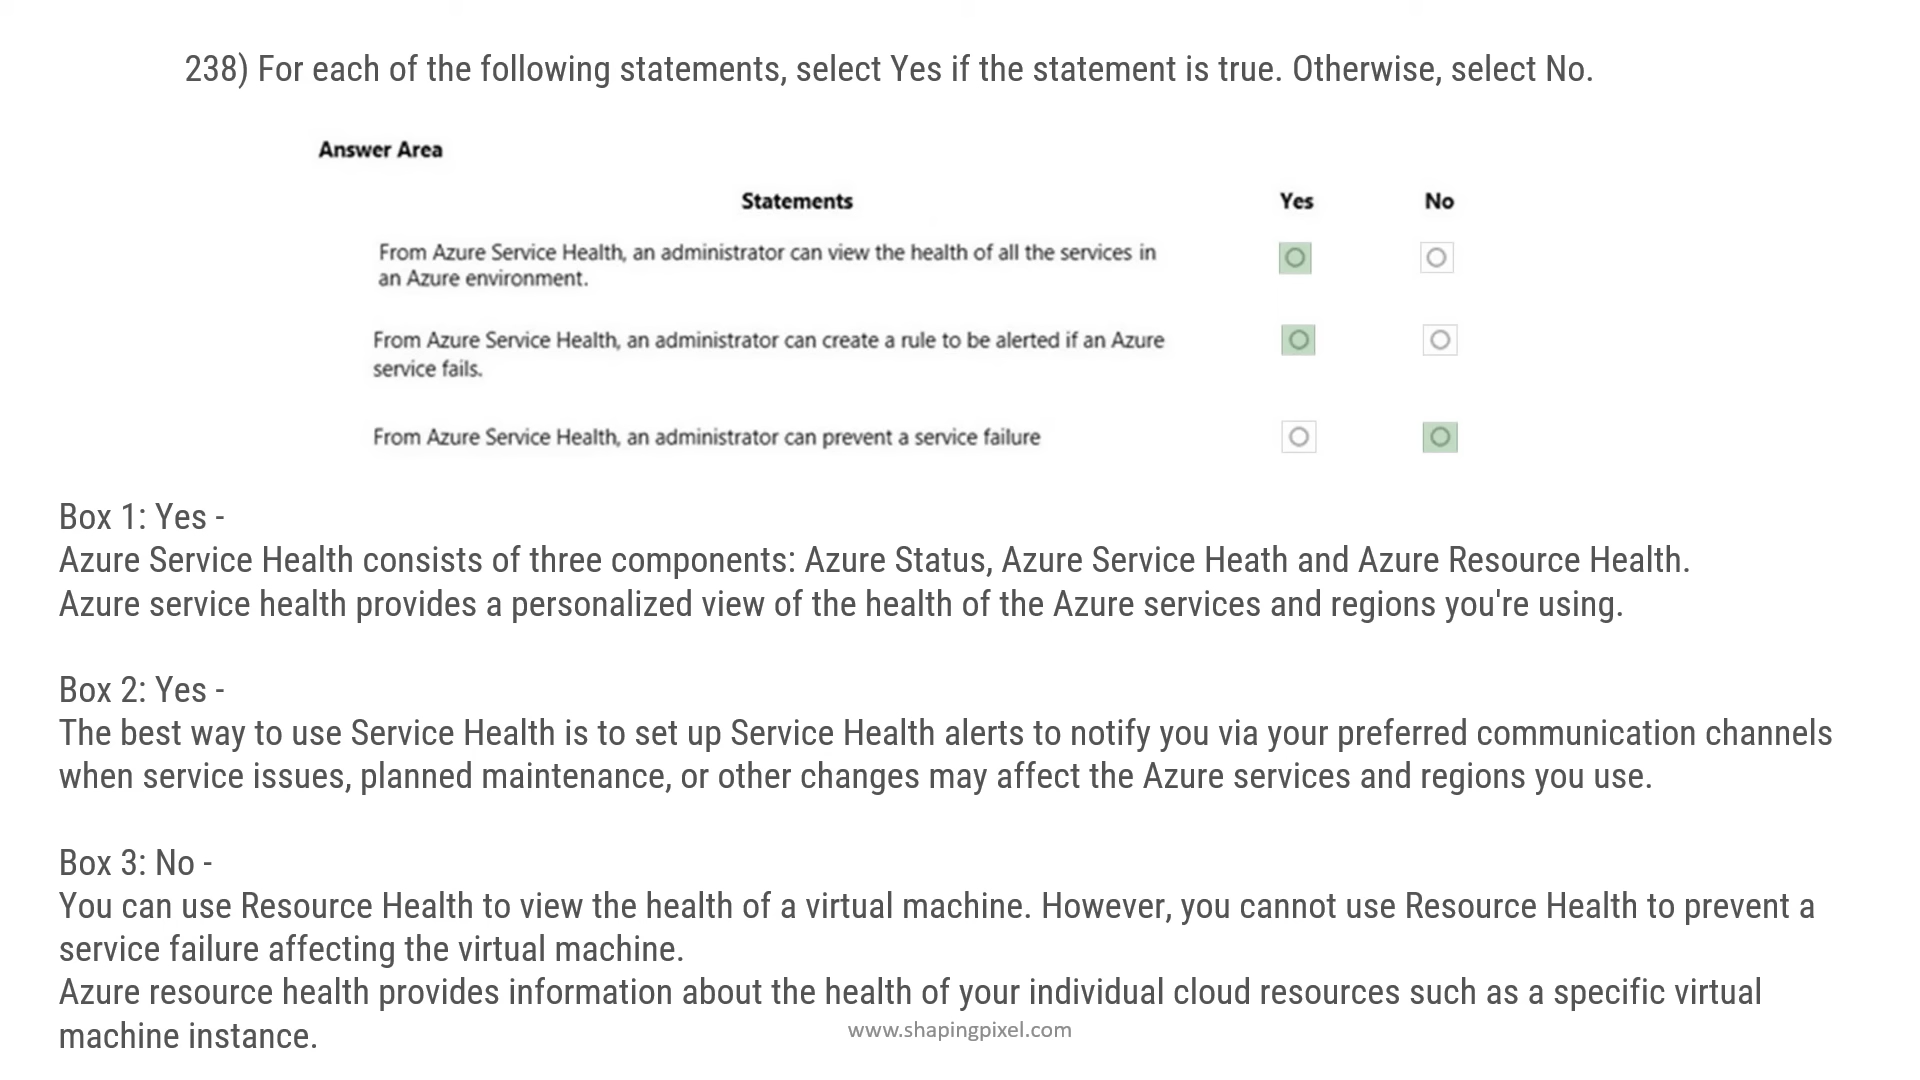 238) For each of the following statements, select Yes if the statement is true. Otherwise, select No.
Answer Area
Statements Yes No
From Azure Service Health, an administrator can view the health of all the services in
an Azure environment.
From Azure Service Health, an administrator can create a rule to be alerted if an Azure
service fails.
From Azure Service Health, an administrator can prevent a service failure
Box 1: Yes -
Azure Service Health consists of three components: Azure Status, Azure Service Heath and Azure Resource Health.
Azure service health provides a personalized view of the health of the Azure services and regions you're using.
Box 2: Yes -
The best way to use Service Health is to set up Service Health alerts to notify you via your preferred communication channels
when service issues, planned maintenance, or other changes may affect the Azure services and regions you use.
Box 3: No -
You can use Resource Health to view the health of a virtual machine. However, you cannot use Resource Health to prevent a
service failure affecting the virtual machine.
Azure resource health provides information about the health of your individual cloud resources such as a specific virtual
machine instance.
www.shapingpixel.com